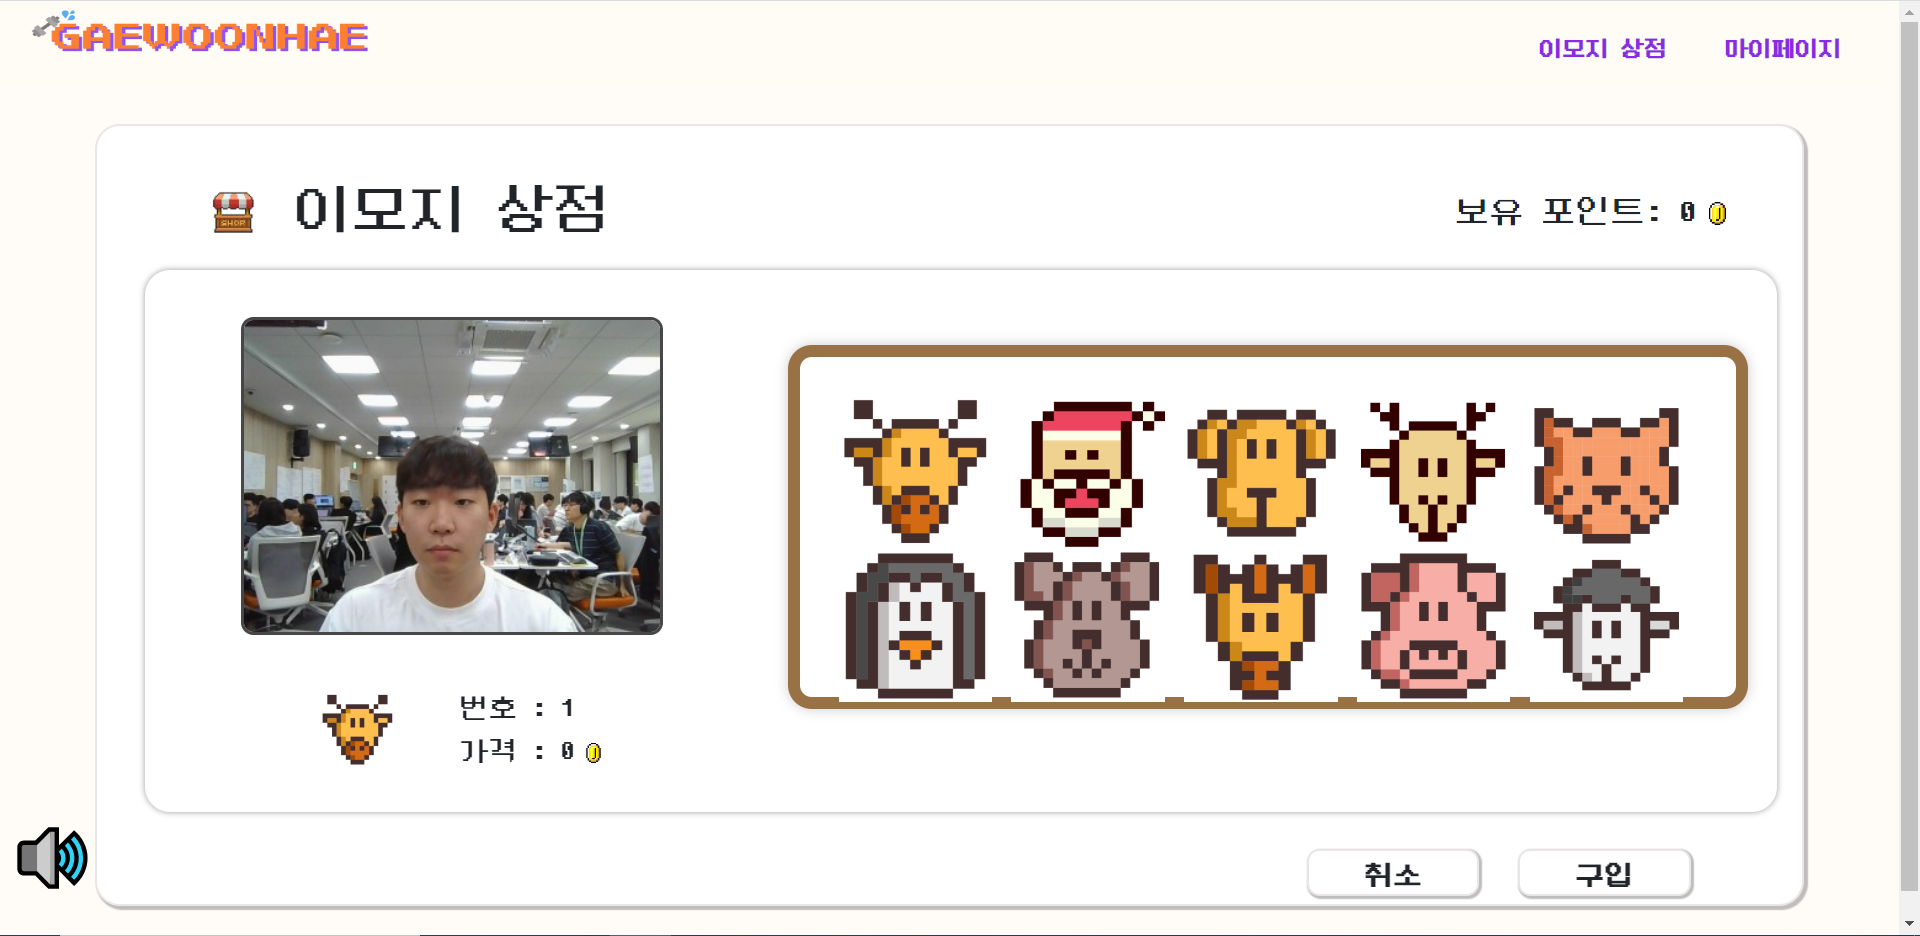 GAEWOONHAE
이모지 상점
마이페이지
SHOP
이모지 상점
보유 포인트: 0
번호 : 1
가격 : 0
취소
구입